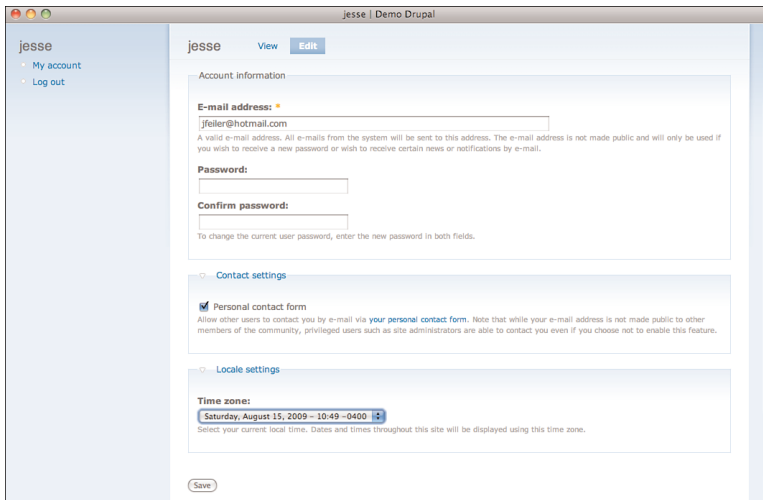 jesse | Demo Drupal
jesse
My account
Log out
jesse View Edit
Account information
E-mail address: *
jfeiler@hotmail.com
A valid e-mail address. All e-mails from the system will be sent to this address. The e-mail address is not made public and will only be used if
you wish to receive a new password or wish to receive certain news or notifications by e-mail.
Password:
Confirm password:
To change the current user password, enter the new password in both fields.
Contact settings
Personal contact form
Allow other users to contact you by e-mail via your personal contact form. Note that while your e-mail address is not made public to other
members of the community, privileged users such as site administrators are able to contact you even if you choose not to enable this feature.
Locale settings
Time zone:
Saturday, August 15, 2009 – 10:49 -0400
Select your current local time. Dates and times throughout this site will be displayed using this time zone.
Save